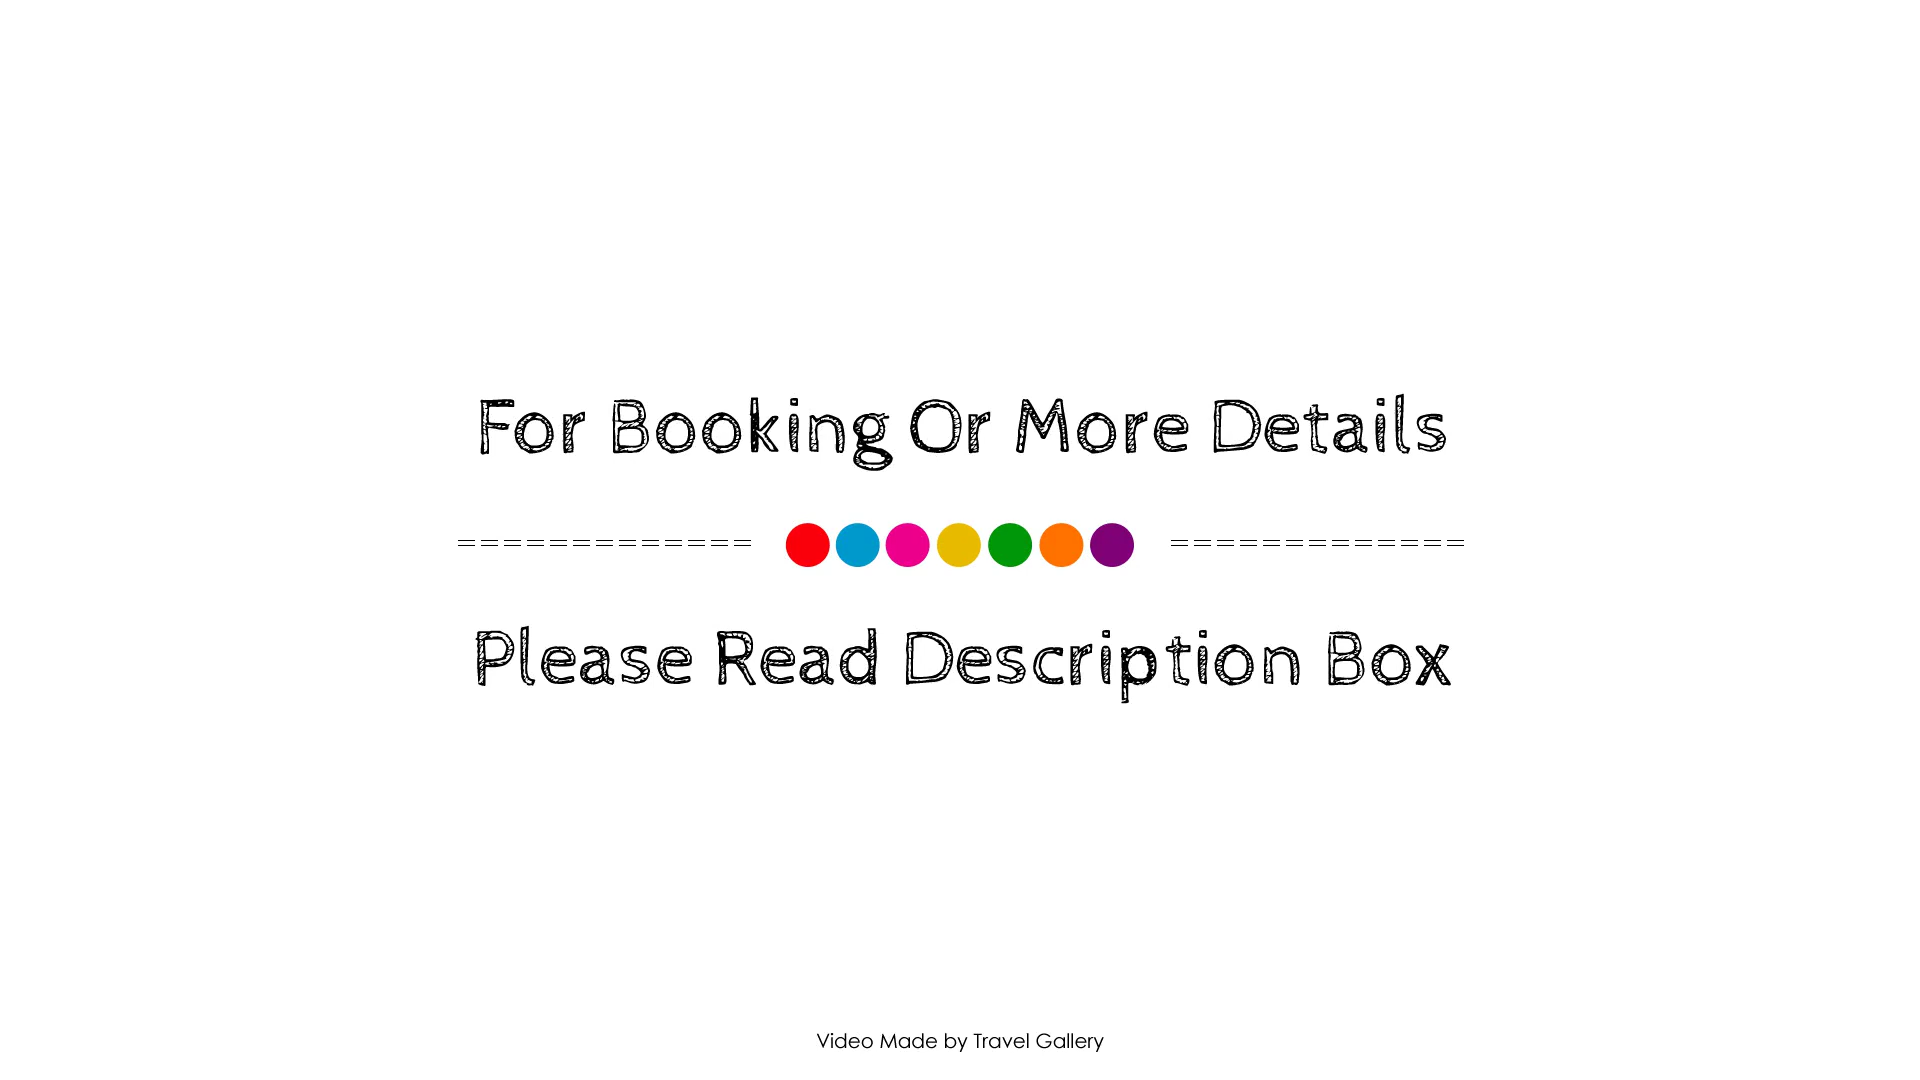 For Booking Or More Details
============= =============
Please Read Description Box
Video Made by Travel Gallery